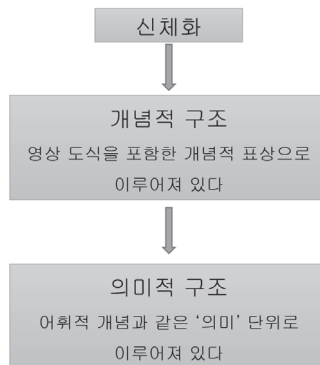 신체화
개념적 구조
영상 도식을 포함한 개념적 표상으로
이루어져 있다
의미적 구조
어휘적 개념과 같은 ‘의미’ 단위로
이루어져 있다